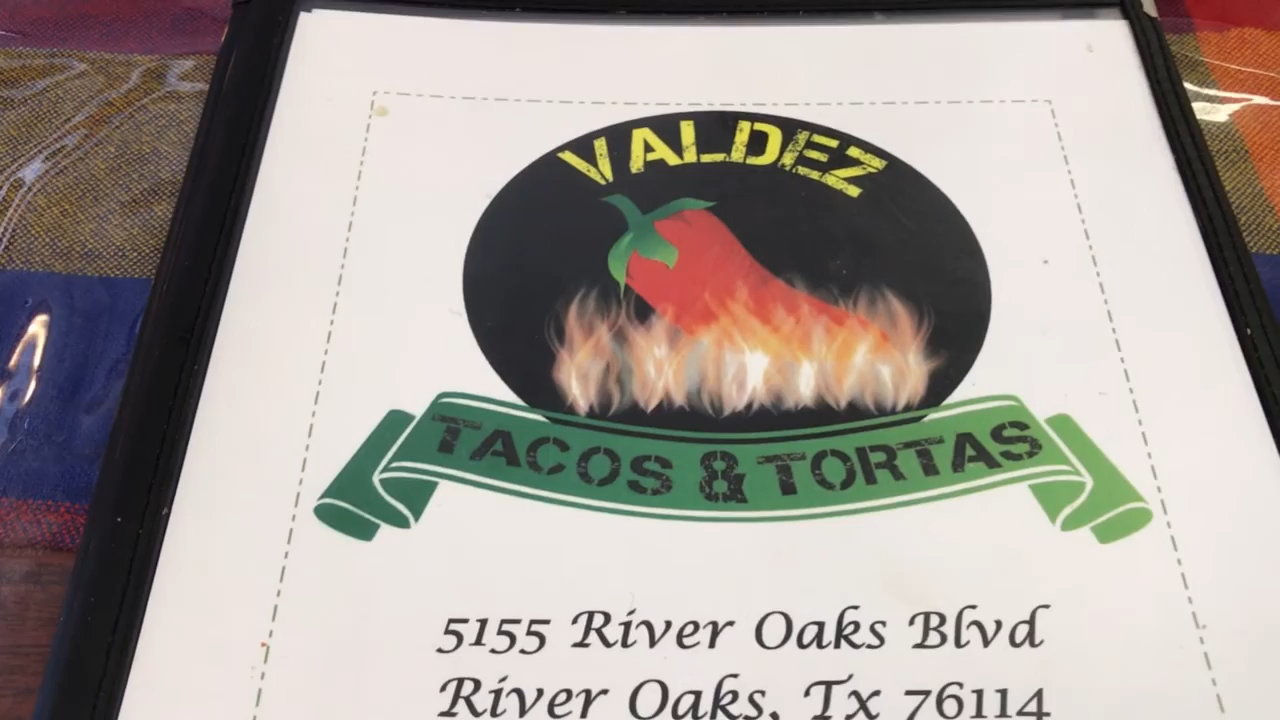 VALDEZ
TACOS & TORTAS
5155 River Oaks Blvd
River Oaks, Tx 76114